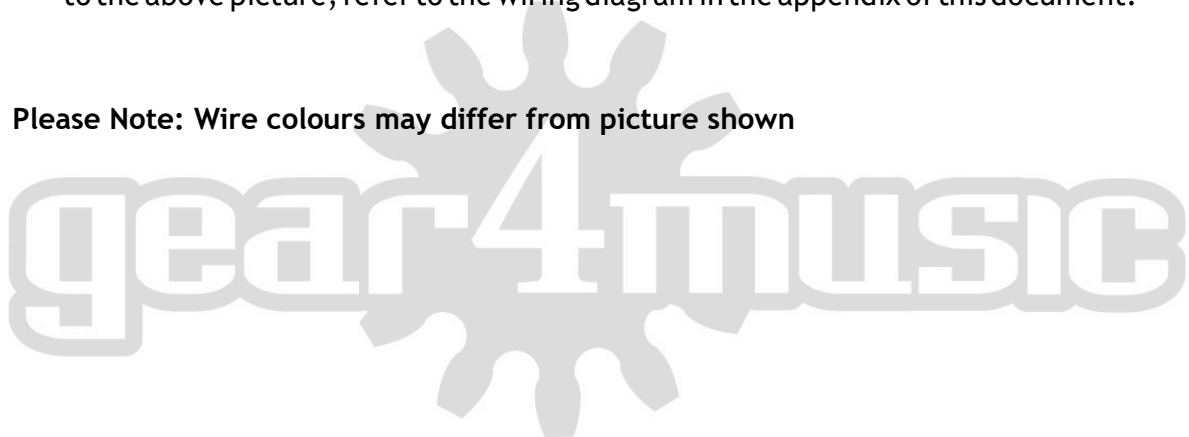 to the above picture, refer to the wiring diagram in the appendix of this document.
Please Note: Wire colours may differ from picture shown
gear4music